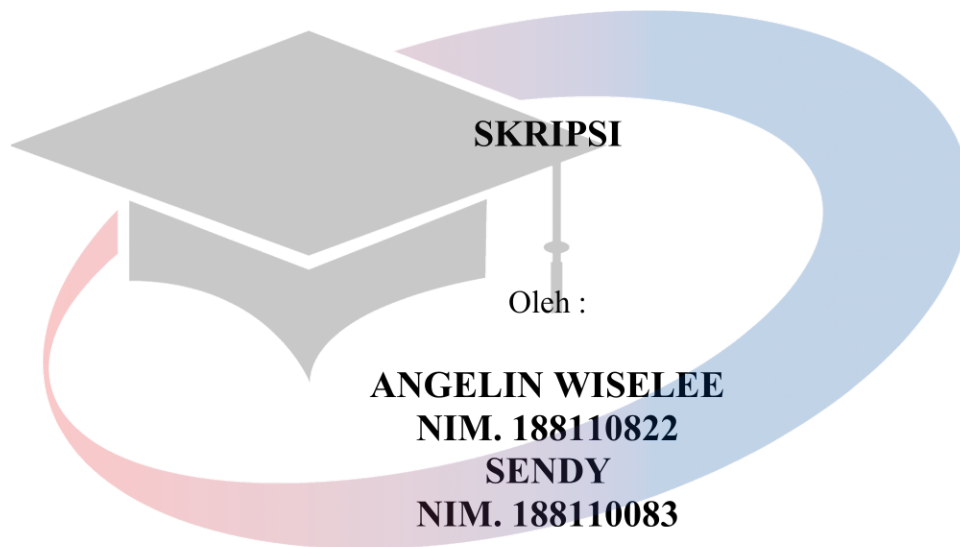 SKRIPSI
Oleh :
ANGELIN WISELEE
NIM. 188110822
SENDY
NIM. 188110083